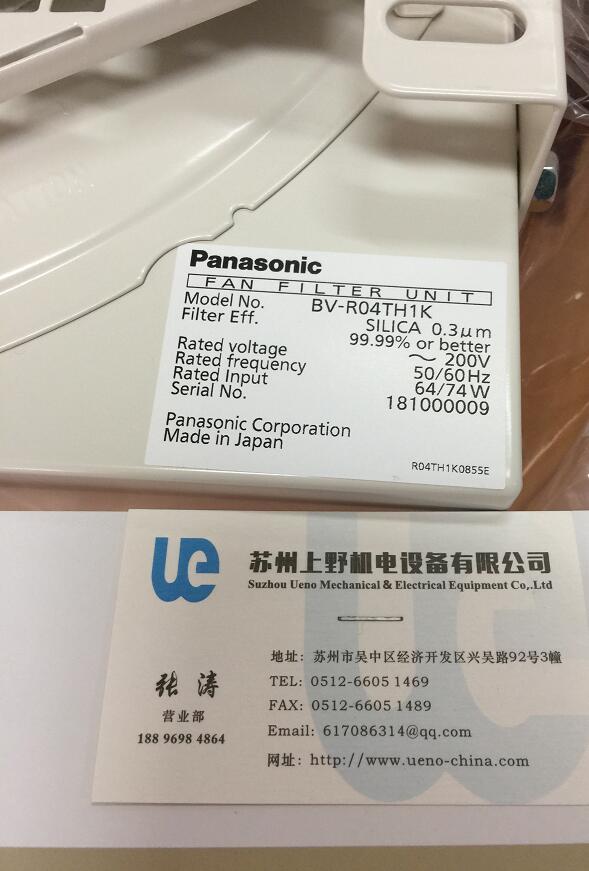 Panasonic
FAN FILTER UNIT
Model No. BV-R04TH1K
Filter Eff. SILICA 0.3μm
99.99% or better
Rated voltage ～ 200V
Rated frequency 50/60Hz
Rated Input 64/74W
Serial No. 181000009
Panasonic Corporation
Made in Japan
R04TH1K0855E
ue
苏州上野机电设备有限公司
Suzhou Ueno Mechanical & Electrical Equipment Co,.Ltd
张 涛
营业部
188 9698 4864
地址：苏州市吴中区经济开发区兴吴路92号3幢
TEL: 0512-6605 1469
FAX: 0512-6605 1489
Email: 617086314@qq.com
网址：http://www.ueno-china.com